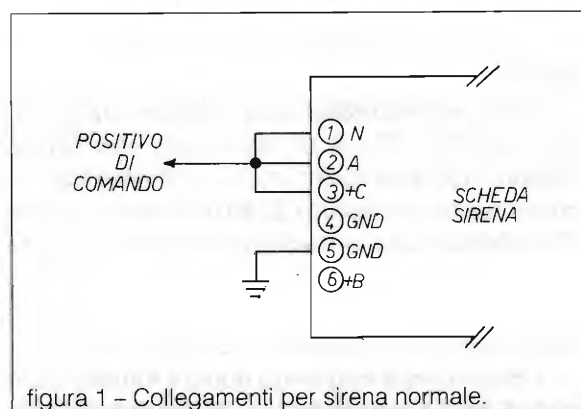 POSITIVO
DI
COMANDO
1 N
2 A
3 +C
4 GND
5 GND
6 +B
SCHEDA
SIRENA
figura 1 – Collegamenti per sirena normale.